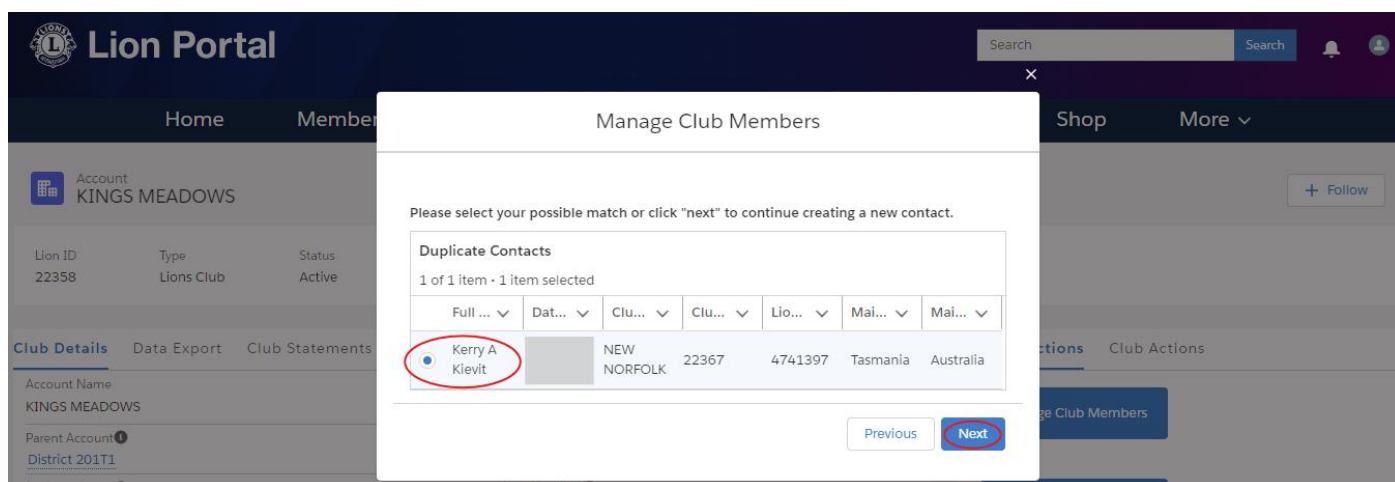 Lion Portal
Search
Search
Home
Member
Shop
More
Account
KINGS MEADOWS
+ Follow
Lion ID
Type
Status
22358
Lions Club
Active
Manage Club Members
Please select your possible match or click "next" to continue creating a new contact.
Duplicate Contacts
1 of 1 item • 1 item selected
Full ...
Dat...
Clu...
Clu...
Lio...
Mai...
Mai...
Kerry A
Kievit
NEW
NORFOLK
22367
4741397
Tasmania
Australia
Previous
Next
Club Details
Data Export
Club Statements
ctions
Club Actions
Account Name
KINGS MEADOWS
ge Club Members
Parent Account
District 201T1